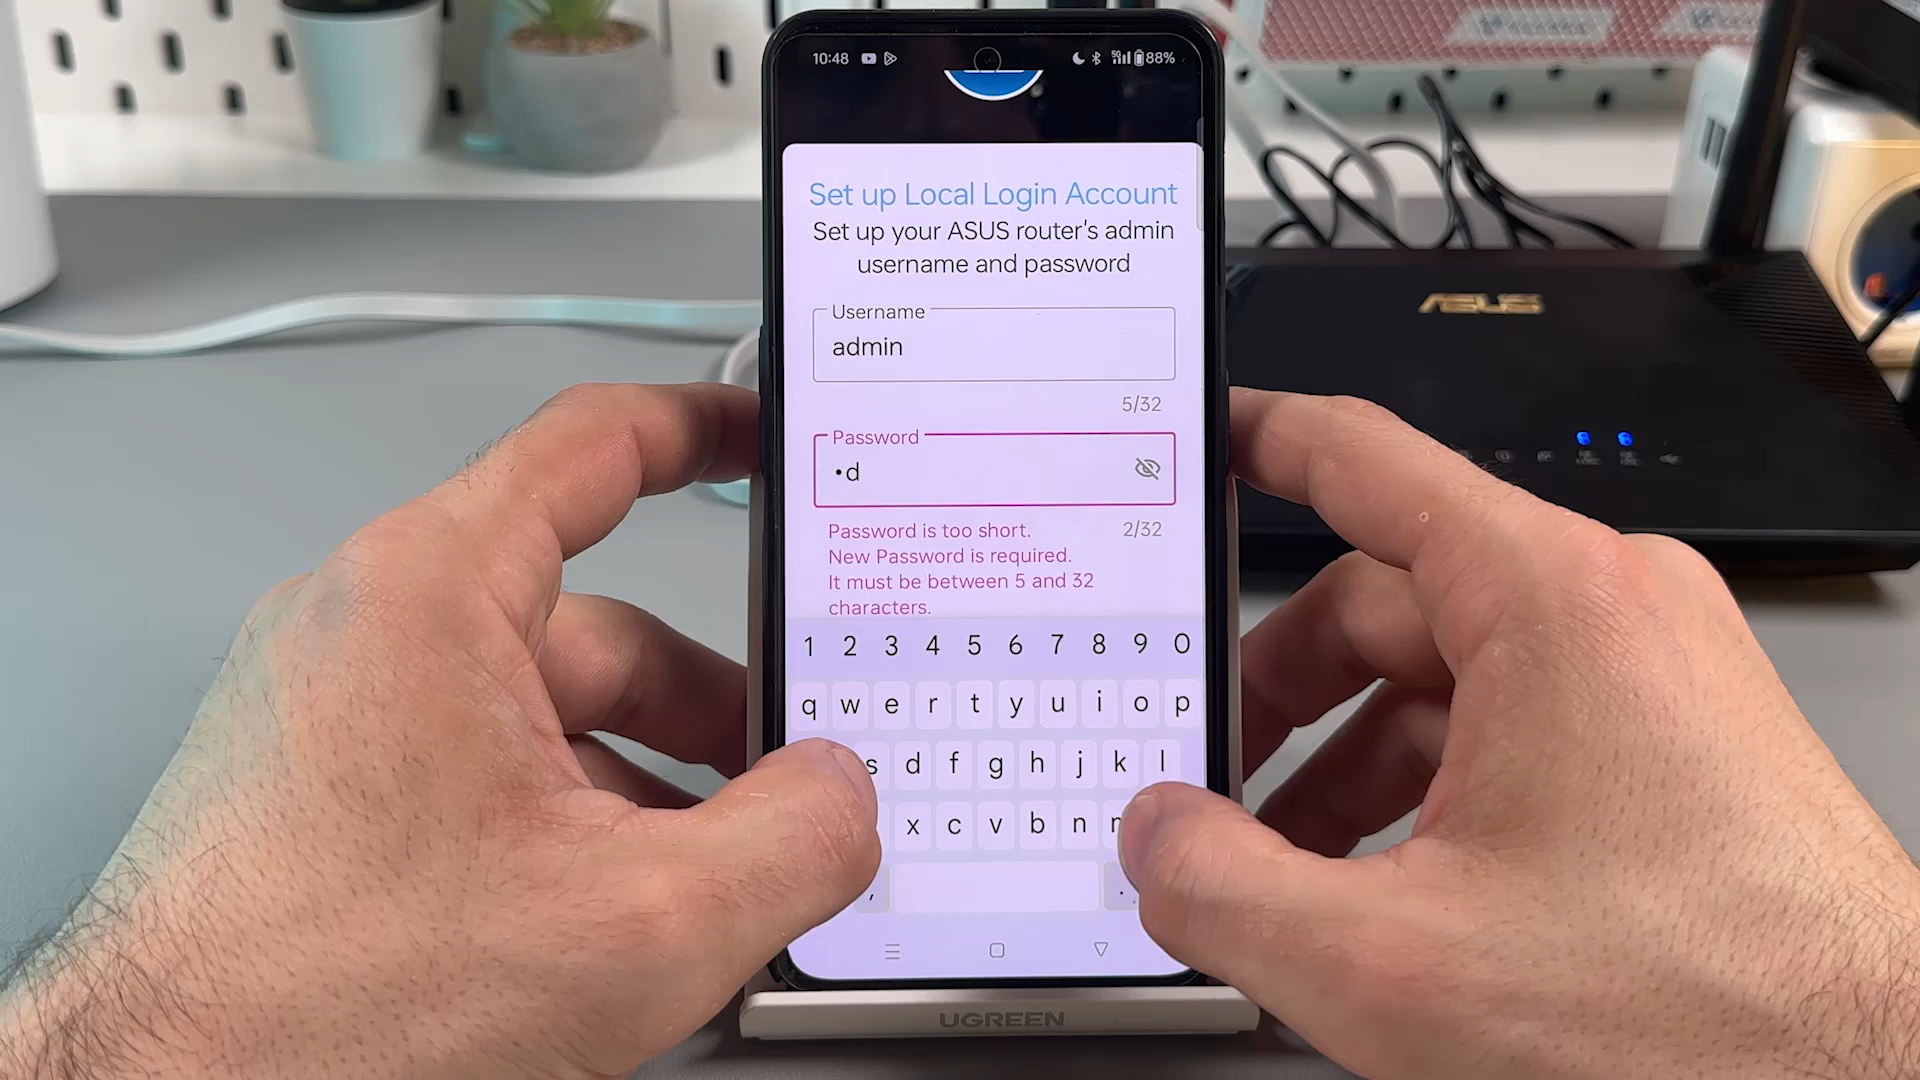 10:48
5G
88%
Set up Local Login Account
Set up your ASUS router's admin
username and password
Username
admin
5/32
Password
•d
2/32
Password is too short.
New Password is required.
It must be between 5 and 32
characters.
1 2 3 4 5 6 7 8 9 0
q w e r t y u i o p
s d f g h j k l
x c v b n
, .
UGREEN
ASUS